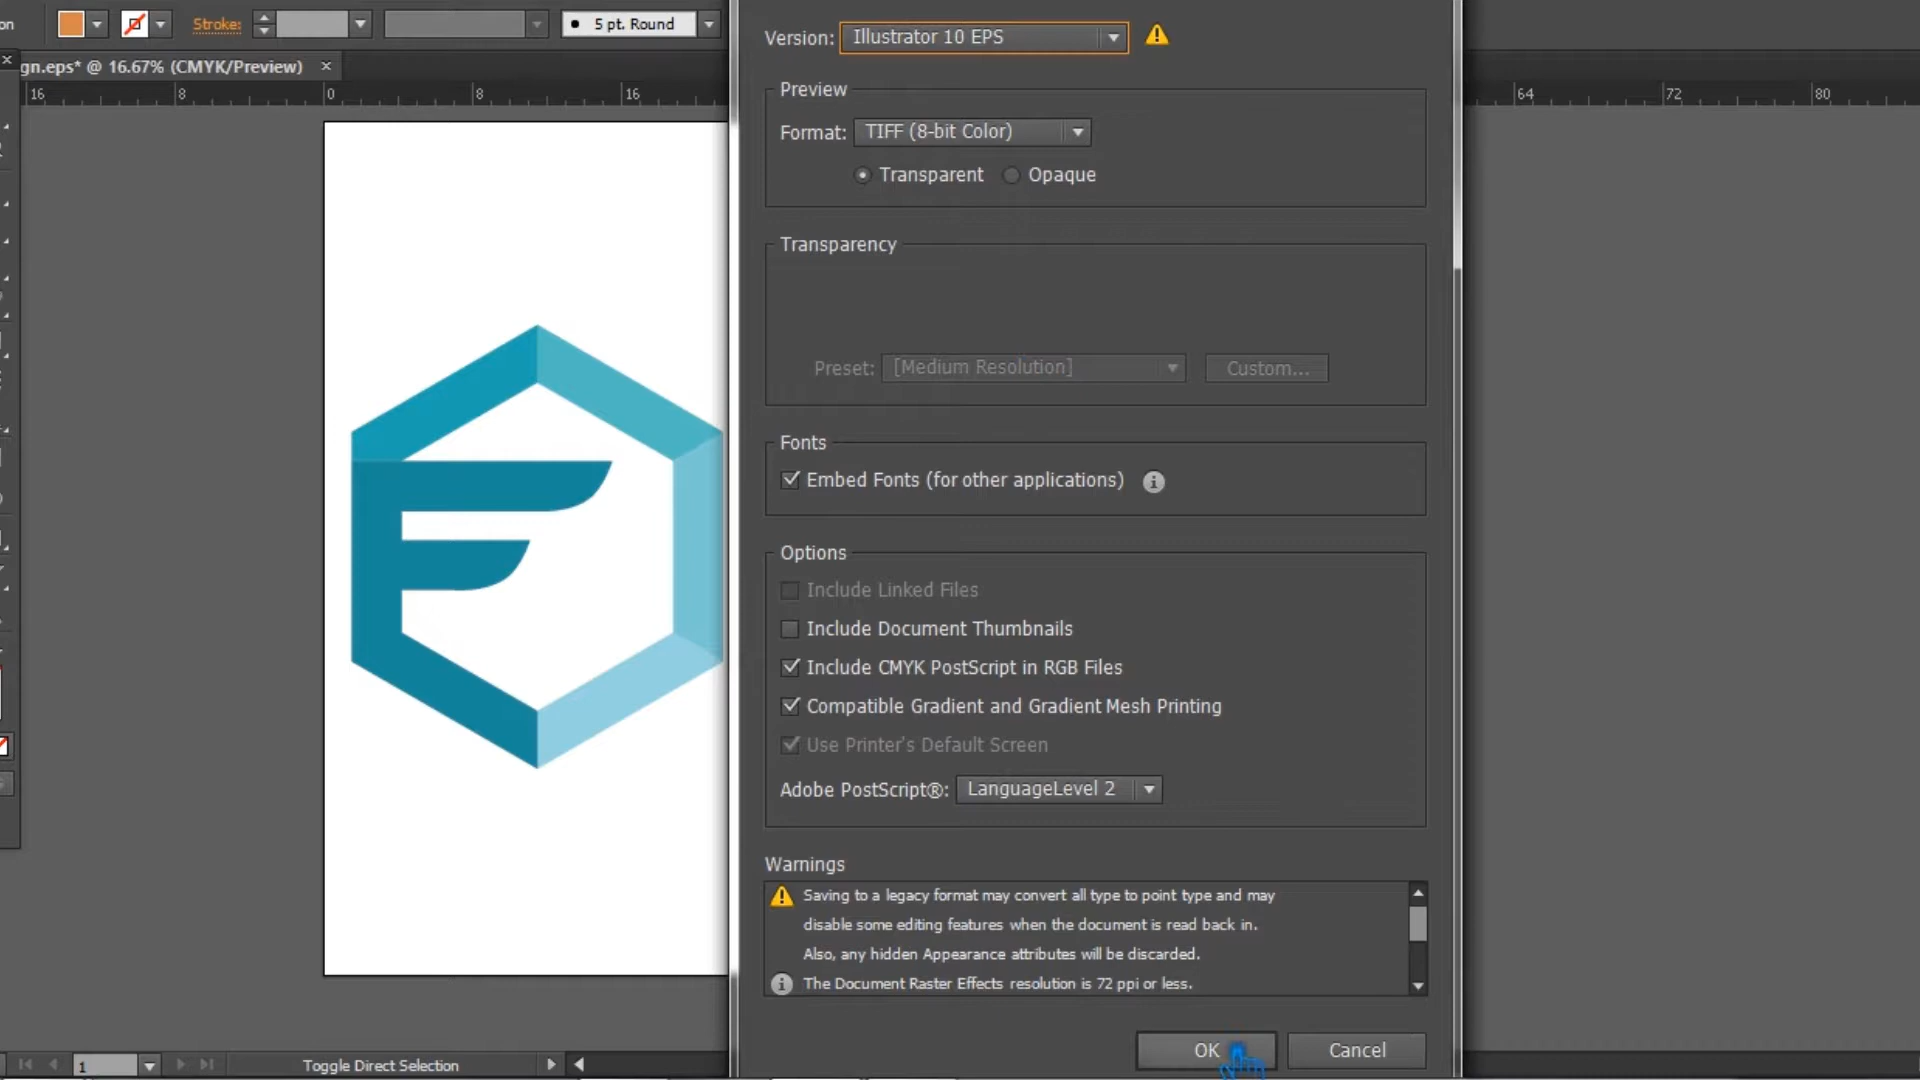 on
Stroke:
5 pt. Round
gn.eps* @ 16.67% (CMYK/Preview) ×
16 8 0 8 16 64 72 80
Version: Illustrator 10 EPS
Preview
Format: TIFF (8-bit Color)
Transparent Opaque
Transparency
Preset: [Medium Resolution] Custom...
Fonts
Embed Fonts (for other applications)
Options
Include Linked Files
Include Document Thumbnails
Include CMYK PostScript in RGB Files
Compatible Gradient and Gradient Mesh Printing
Use Printer's Default Screen
Adobe PostScript®: LanguageLevel 2
Warnings
Saving to a legacy format may convert all type to point type and may
disable some editing features when the document is read back in.
Also, any hidden Appearance attributes will be discarded.
The Document Raster Effects resolution is 72 ppi or less.
OK Cancel
1 Toggle Direct Selection